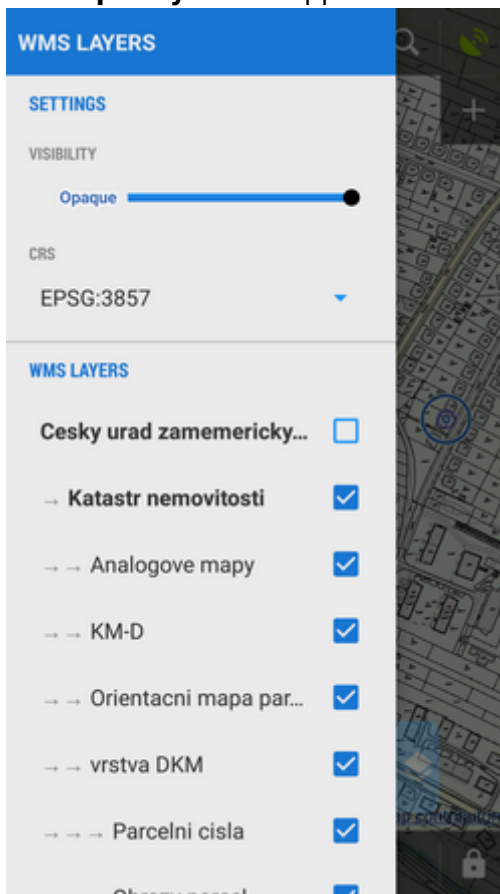 WMS LAYERS
SETTINGS
VISIBILITY
Opaque
CRS
EPSG:3857
WMS LAYERS
Cesky urad zamemericky...
→ Katastr nemovitosti
→ → Analogove mapy
→ → KM-D
→ → Orientacni mapa par...
→ → vrstva DKM
→ → → Parcelni cisla